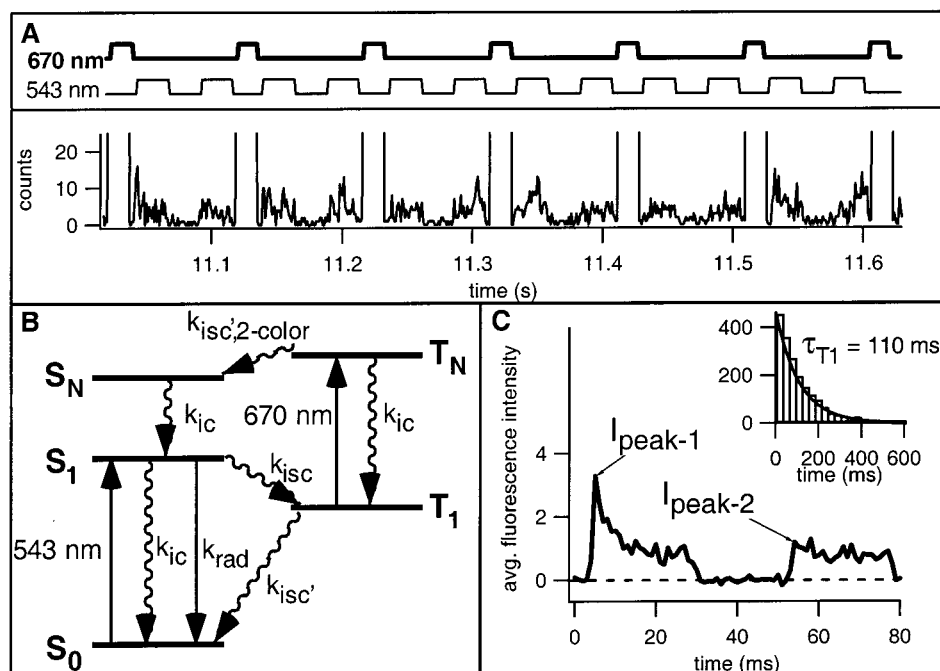 A
670 nm
543 nm
counts
20
10
0
11.1
11.2
11.3
11.4
11.5
11.6
time (s)
B
k_isc',2-color
T_N
S_N
k_ic
670 nm
k_ic
S_1
k_isc
T_1
543 nm
k_ic
k_rad
k_isc'
S_0
C
400
200
0
τ_T1 = 110 ms
0 200 400 600
time (ms)
I_peak-1
I_peak-2
avg. fluorescence intensity
4
2
0
0 20 40 60 80
time (ms)